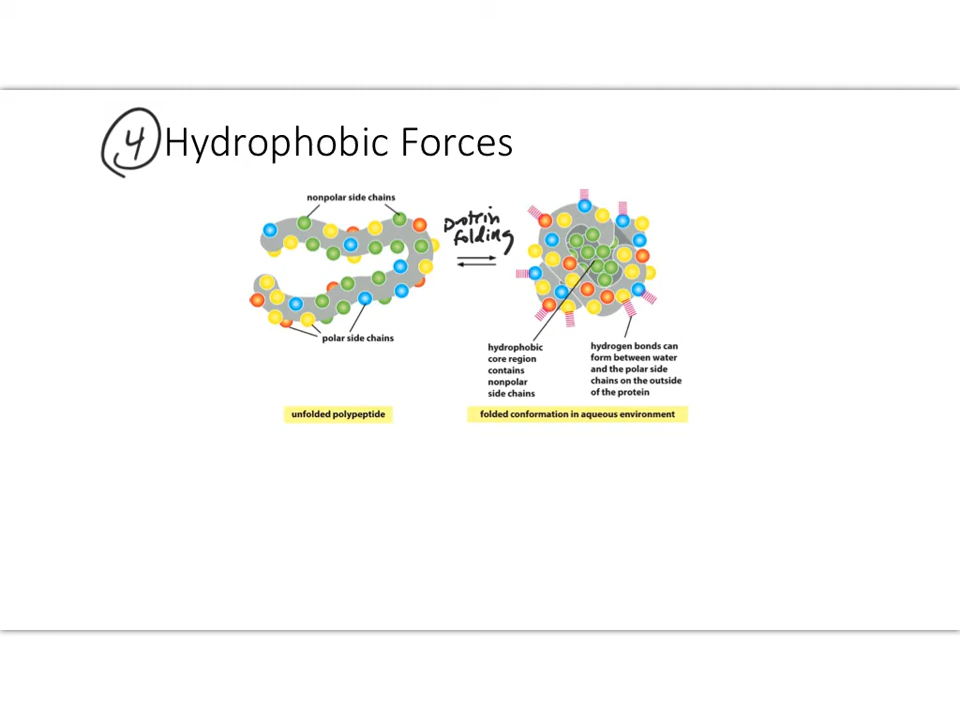 4 Hydrophobic Forces
nonpolar side chains
protein
folding
polar side chains
hydrophobic
core region
contains
nonpolar
side chains
hydrogen bonds can
form between water
and the polar side
chains on the outside
of the protein
unfolded polypeptide
folded conformation in aqueous environment